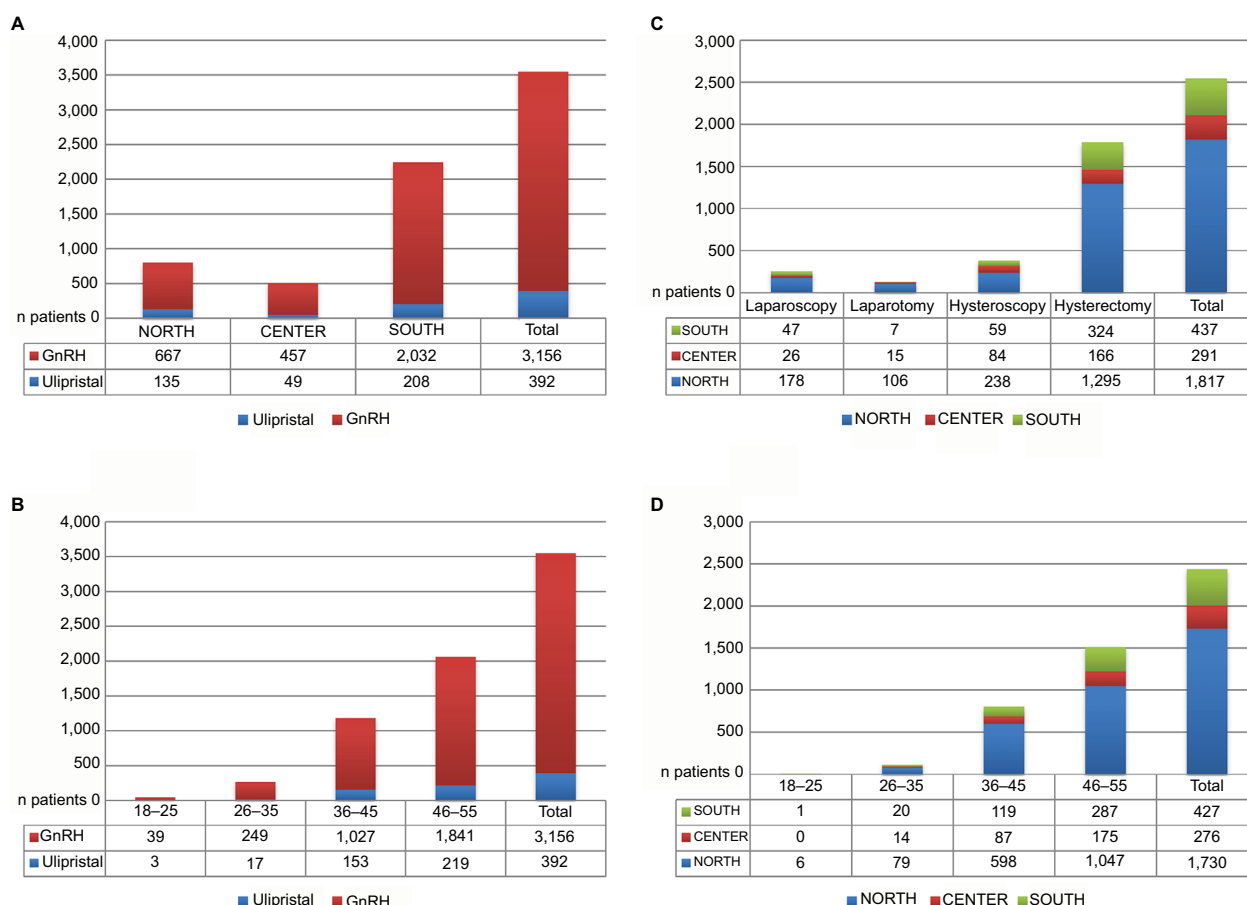 A
4,000
3,500
3,000
2,500
2,000
1,500
1,000
500
n patients 0
NORTH CENTER SOUTH Total
GnRH 667 457 2,032 3,156
Ulipristal 135 49 208 392
Ulipristal GnRH
C
3,000
2,500
2,000
1,500
1,000
500
n patients 0
Laparoscopy Laparotomy Hysteroscopy Hysterectomy Total
SOUTH 47 7 59 324 437
CENTER 26 15 84 166 291
NORTH 178 106 238 1,295 1,817
NORTH CENTER SOUTH
B
4,000
3,500
3,000
2,500
2,000
1,500
1,000
500
n patients 0
18–25 26–35 36–45 46–55 Total
GnRH 39 249 1,027 1,841 3,156
Ulipristal 3 17 153 219 392
Ulipristal GnRH
D
3,000
2,500
2,000
1,500
1,000
500
n patients 0
18–25 26–35 36–45 46–55 Total
SOUTH 1 20 119 287 427
CENTER 0 14 87 175 276
NORTH 6 79 598 1,047 1,730
NORTH CENTER SOUTH